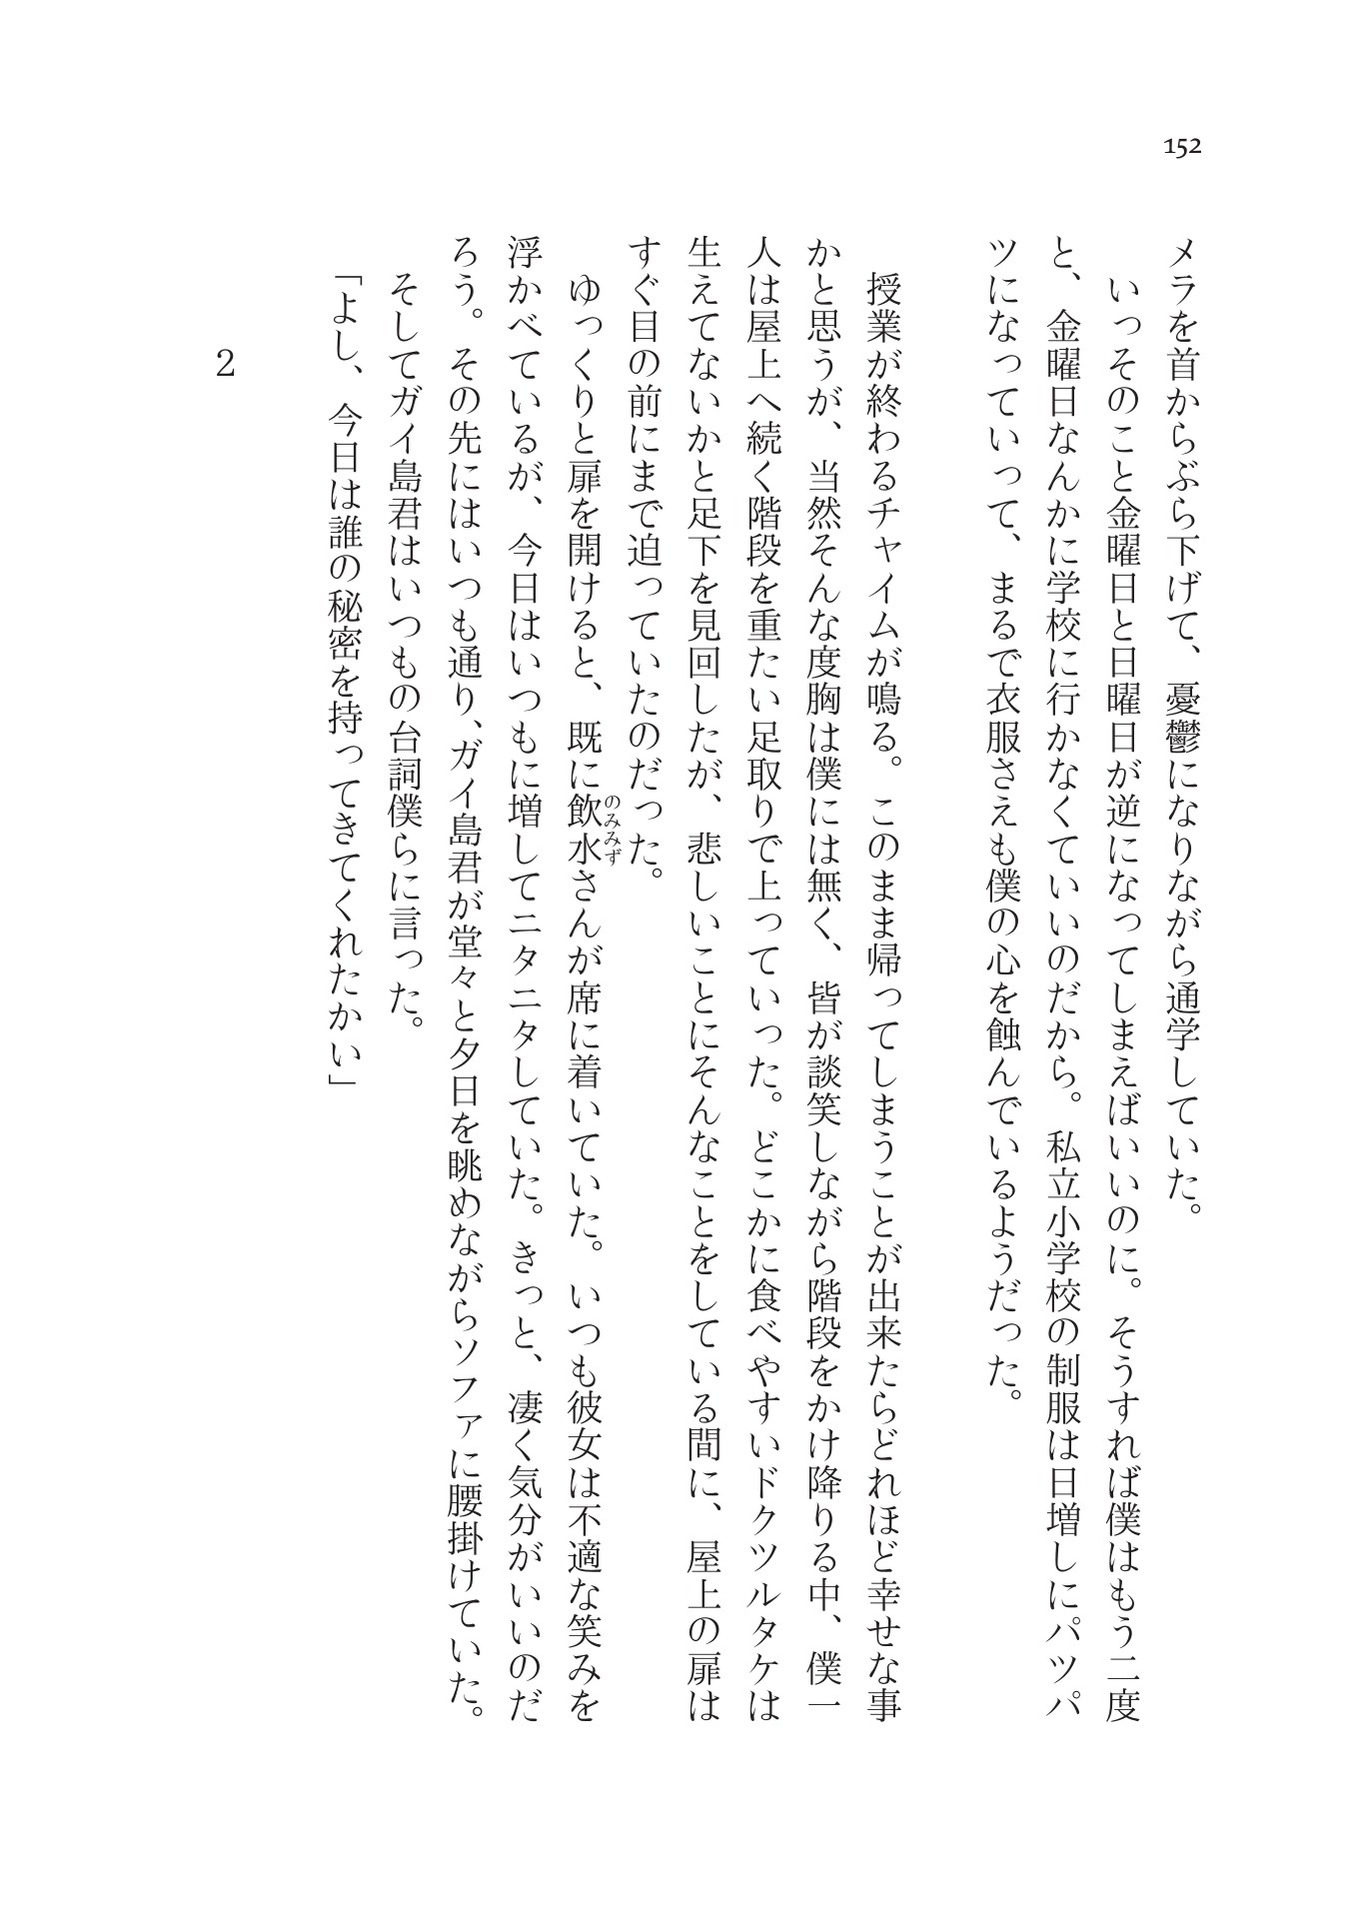 152
メラを首からぶら下げて、憂鬱になりながら通学していた。
いっそのこと金曜日と日曜日が逆になってしまえばいいのに。そうすれば僕はもう二度
と、金曜日なんかに学校に行かなくていいのだから。私立小学校の制服は日増しにパツパ
ツになっていって、まるで衣服さえも僕の心を蝕んでいるようだった。
授業が終わるチャイムが鳴る。このまま帰ってしまうことが出来たらどれほど幸せな事
かと思うが、当然そんな度胸は僕には無く、皆が談笑しながら階段をかけ降りる中、僕一
人は屋上へ続く階段を重たい足取りで上っていった。どこかに食べやすいドクツルタケは
生えてないかと足下を見回したが、悲しいことにそんなことをしている間に、屋上の扉は
すぐ目の前にまで迫っていたのだった。
ゆっくりと扉を開けると、既に飲水さんが席に着いていた。いつも彼女は不適な笑みを
のみみず
浮かべているが、今日はいつもに増してニタニタしていた。きっと、凄く気分がいいのだ
ろう。その先にはいつも通り、ガイ島君が堂々と夕日を眺めながらソファに腰掛けていた。
そしてガイ島君はいつもの台詞僕らに言った。
「よし、今日は誰の秘密を持ってきてくれたかい」
2